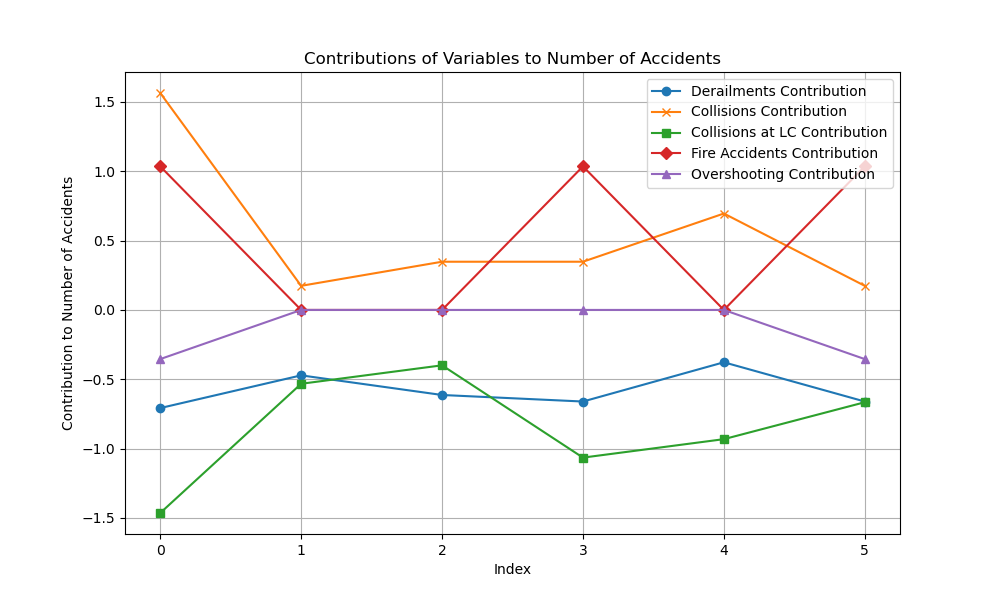 Contributions of Variables to Number of Accidents
Derailments Contribution
Collisions Contribution
Collisions at LC Contribution
Fire Accidents Contribution
Overshooting Contribution
Contribution to Number of Accidents
1.5
1.0
0.5
0.0
−0.5
−1.0
−1.5
0 1 2 3 4 5
Index